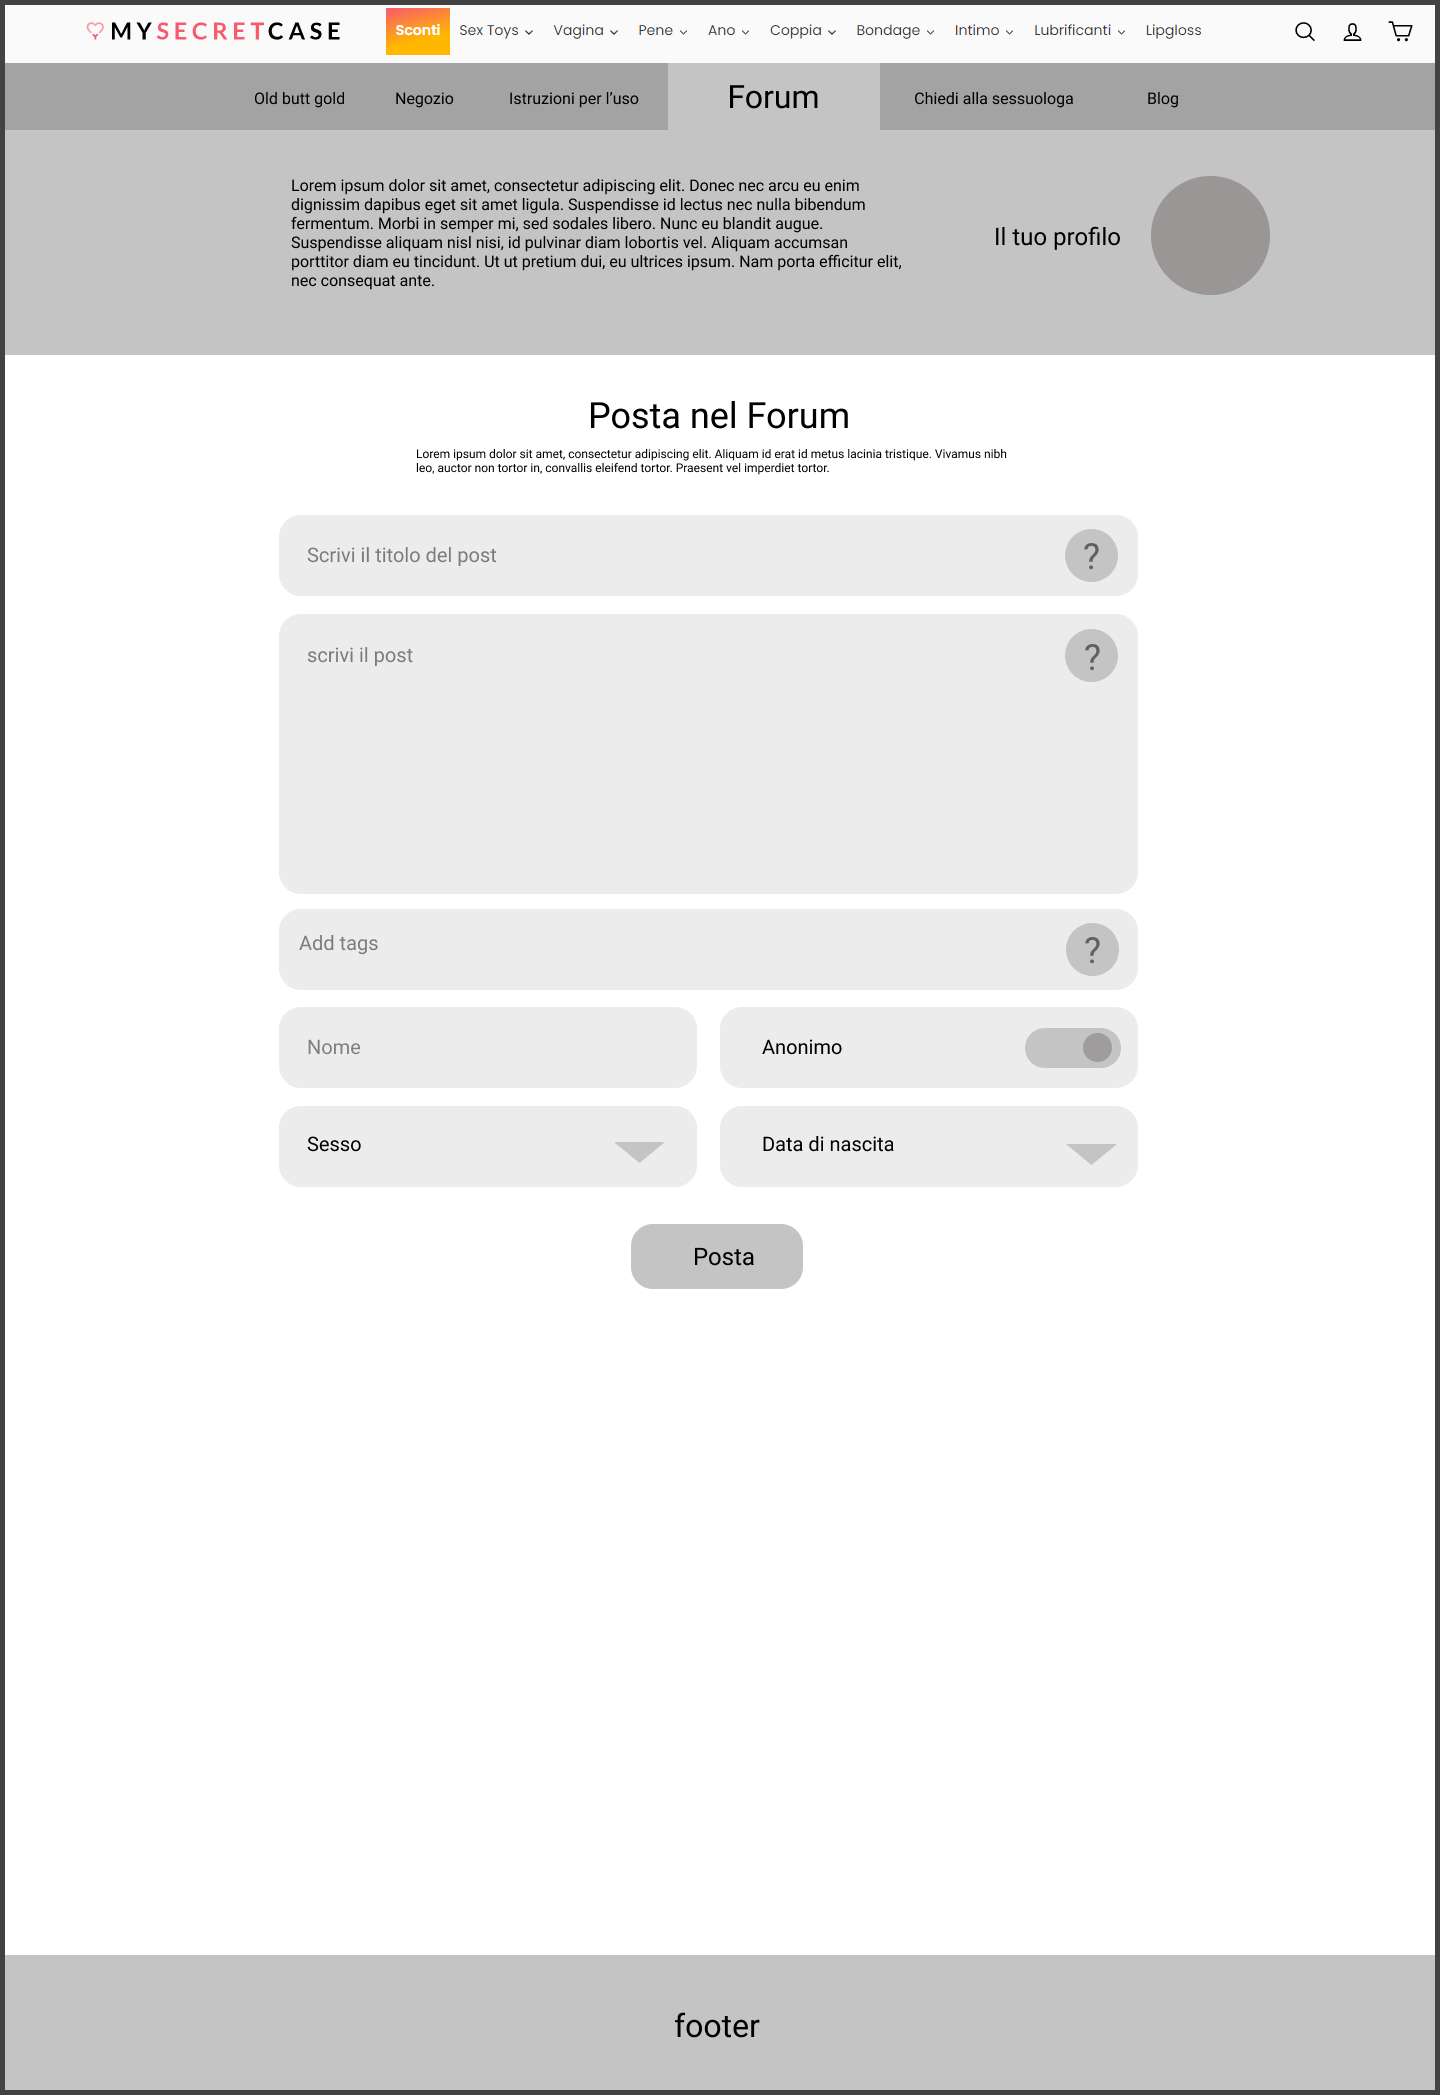 MYSECRETCASE
Sconti Sex Toys Vagina Pene Ano Coppia Bondage Intimo Lubrificanti Lipgloss
Old butt gold Negozio Istruzioni per l’uso Forum Chiedi alla sessuologa Blog
Lorem ipsum dolor sit amet, consectetur adipiscing elit. Donec nec arcu eu enim
dignissim dapibus eget sit amet ligula. Suspendisse id lectus nec nulla bibendum
fermentum. Morbi in semper mi, sed sodales libero. Nunc eu blandit augue.
Suspendisse aliquam nisl nisi, id pulvinar diam lobortis vel. Aliquam accumsan
porttitor diam eu tincidunt. Ut ut pretium dui, eu ultrices ipsum. Nam porta efficitur elit,
nec consequat ante.
Il tuo profilo
Posta nel Forum
Lorem ipsum dolor sit amet, consectetur adipiscing elit. Aliquam id erat id metus lacinia tristique. Vivamus nibh
leo, auctor non tortor in, convallis eleifend tortor. Praesent vel imperdiet tortor.
Scrivi il titolo del post ?
scrivi il post ?
Add tags ?
Nome Anonimo
Sesso Data di nascita
Posta
footer